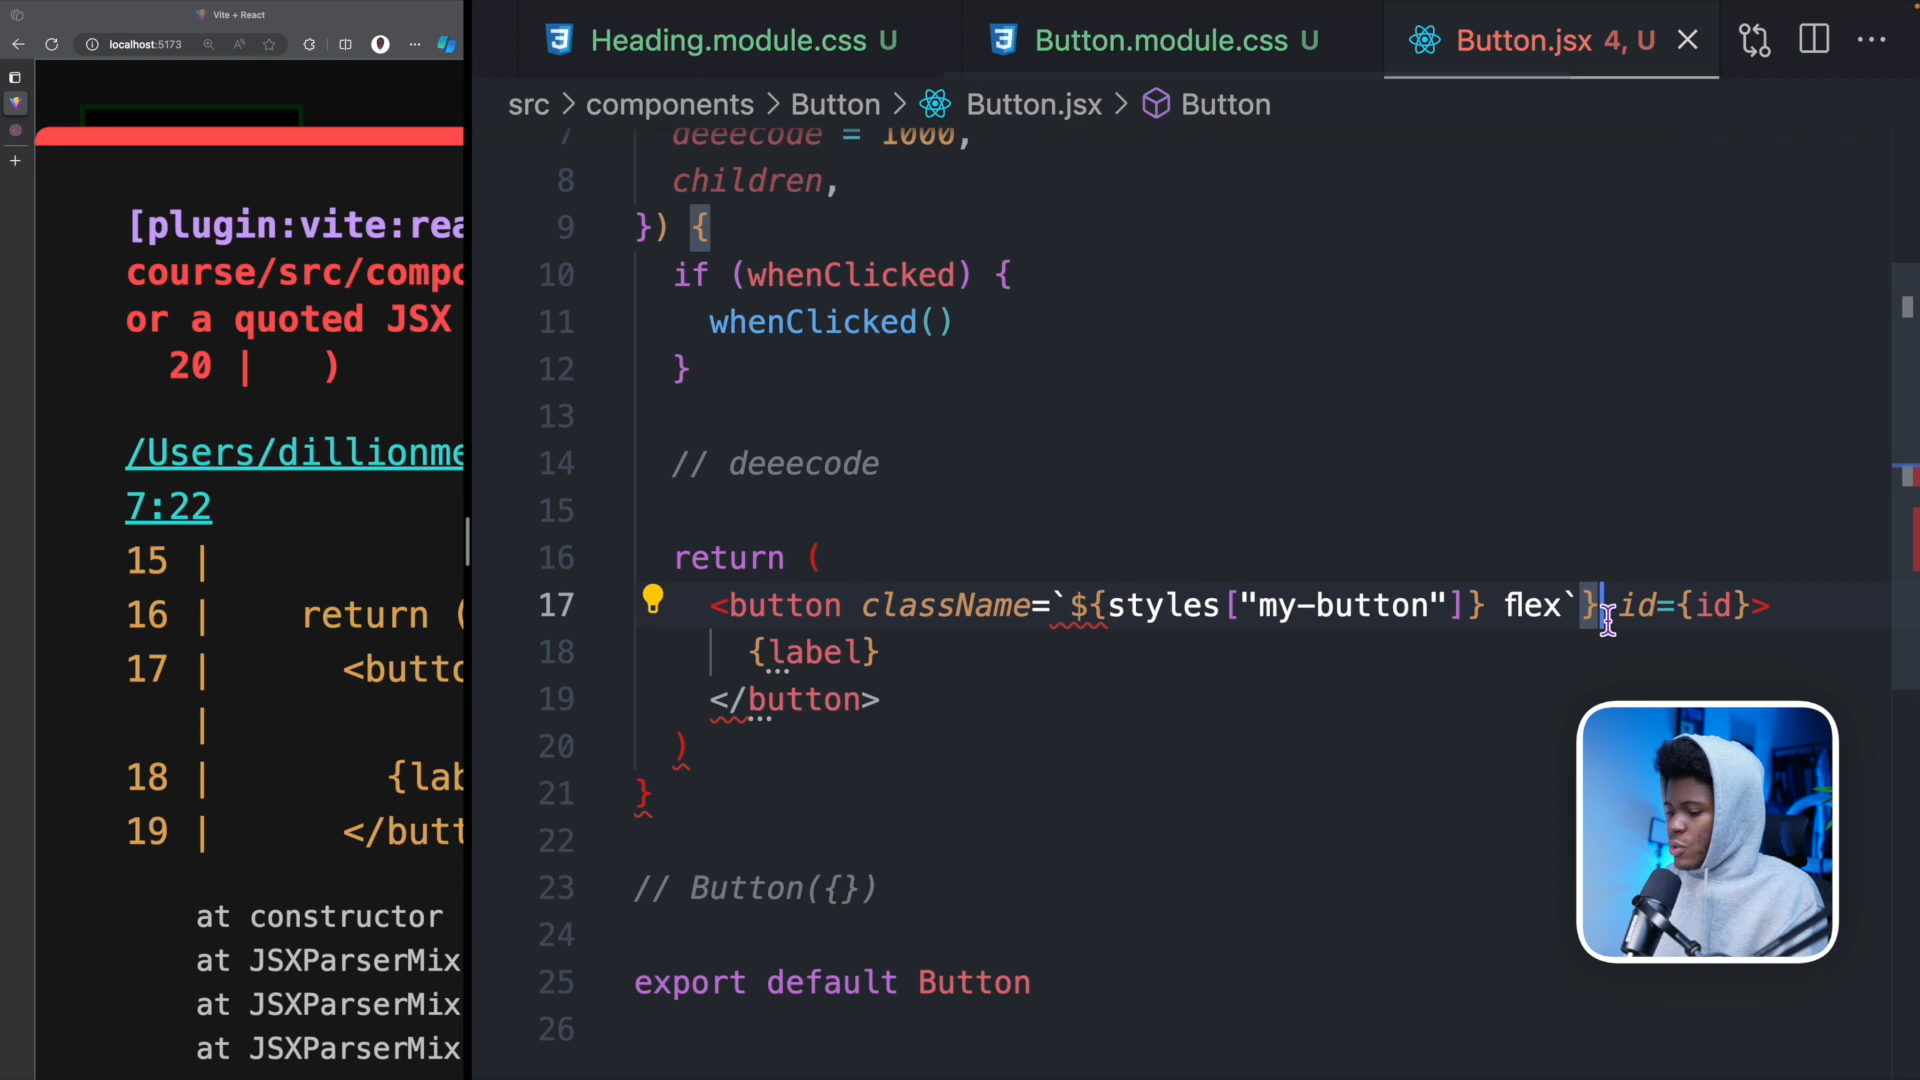 Vite + React
localhost:5173
[plugin:vite:rea
course/src/compo
or a quoted JSX
20 | )
/Users/dillionme
7:22
15 |
16 | return (
17 | <butto
|
18 | {lab
19 | </butt
at constructor
at JSXParserMix
at JSXParserMix
at JSXParserMix
Heading.module.css U
Button.module.css U
Button.jsx 4, U
src > components > Button > Button.jsx > Button
7 deeecode = 1000,
8 children,
9 }) {
10 if (whenClicked) {
11 whenClicked()
12 }
13
14 // deeecode
15
16 return (
17 <button className=`${styles["my-button"]} flex`} id={id}>
18 {label}
19 </button>
20 )
21 }
22
23 // Button({})
24
25 export default Button
26